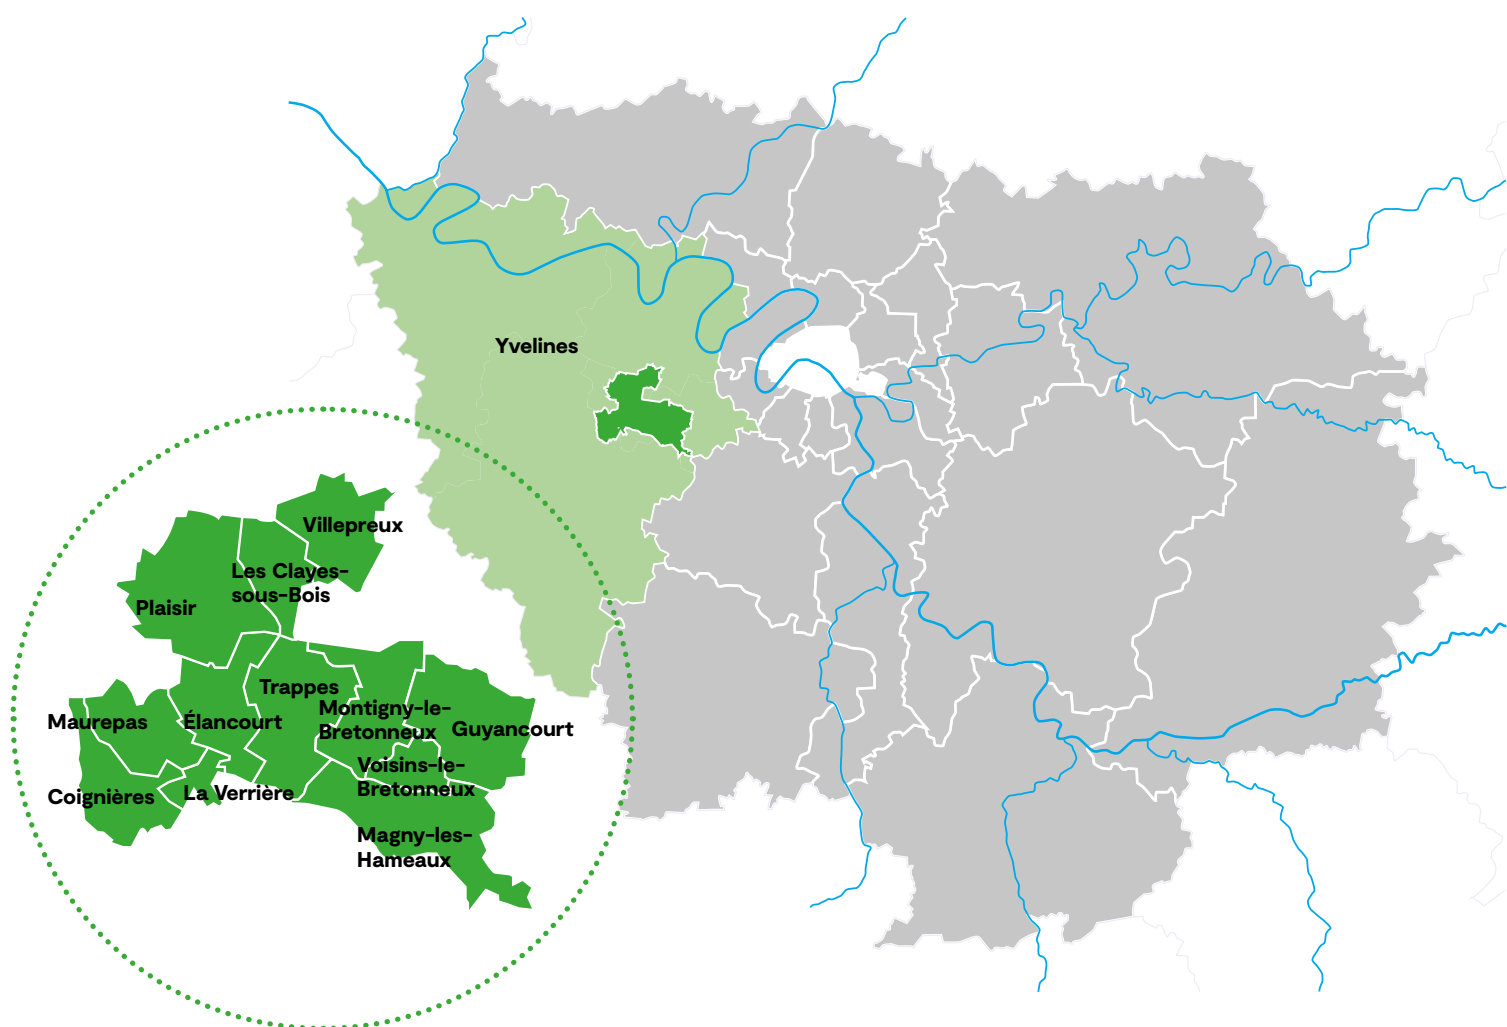 Yvelines
Villepreux
Les Clayes-
sous-Bois
Plaisir
Trappes
Montigny-le-
Bretonneux
Maurepas
Élancourt
Guyancourt
Voisins-le-
Bretonneux
Coignières
La Verrière
Magny-les-
Hameaux